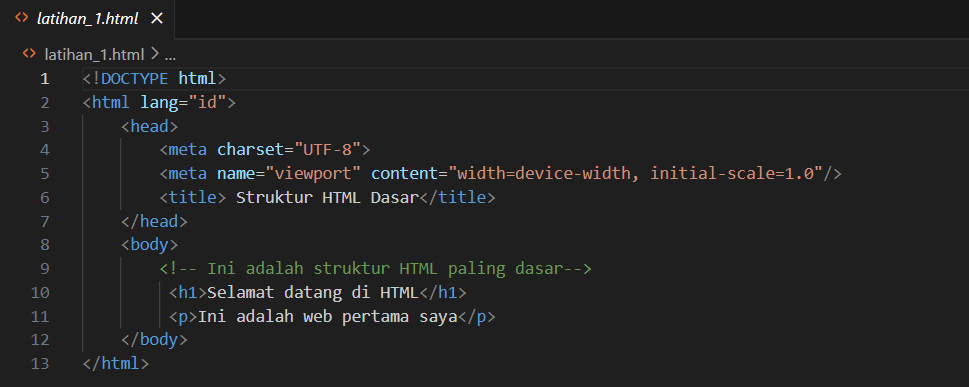 latihan_1.html
latihan_1.html > ...
1 <!DOCTYPE html>
2 <html lang="id">
3     <head>
4         <meta charset="UTF-8">
5         <meta name="viewport" content="width=device-width, initial-scale=1.0"/>
6         <title> Struktur HTML Dasar</title>
7     </head>
8     <body>
9         <!-- Ini adalah struktur HTML paling dasar-->
10          <h1>Selamat datang di HTML</h1>
11          <p>Ini adalah web pertama saya</p>
12     </body>
13 </html>